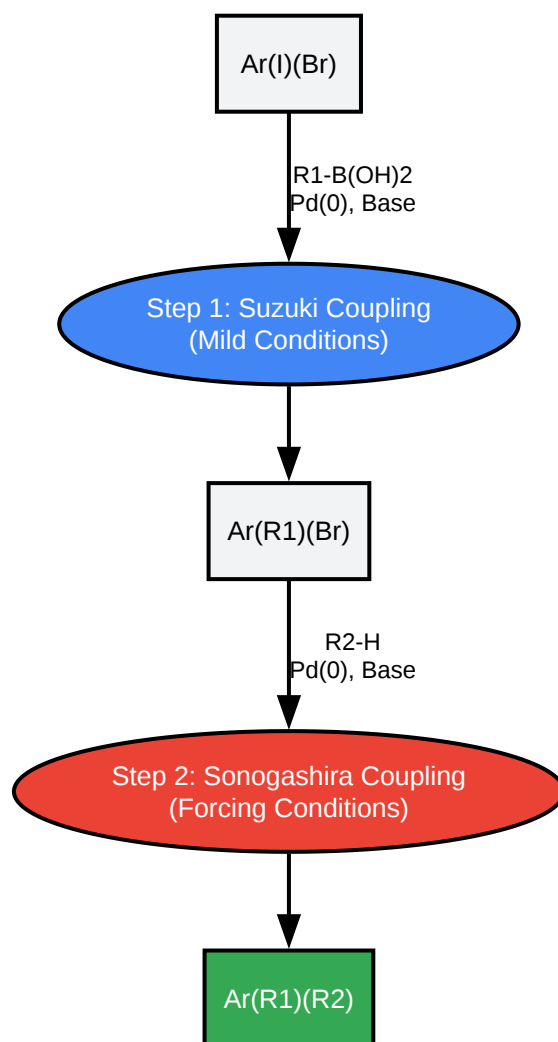 Ar(I)(Br)
R1-B(OH)2
Pd(0), Base
Step 1: Suzuki Coupling
(Mild Conditions)
Ar(R1)(Br)
R2-H
Pd(0), Base
Step 2: Sonogashira Coupling
(Forcing Conditions)
Ar(R1)(R2)